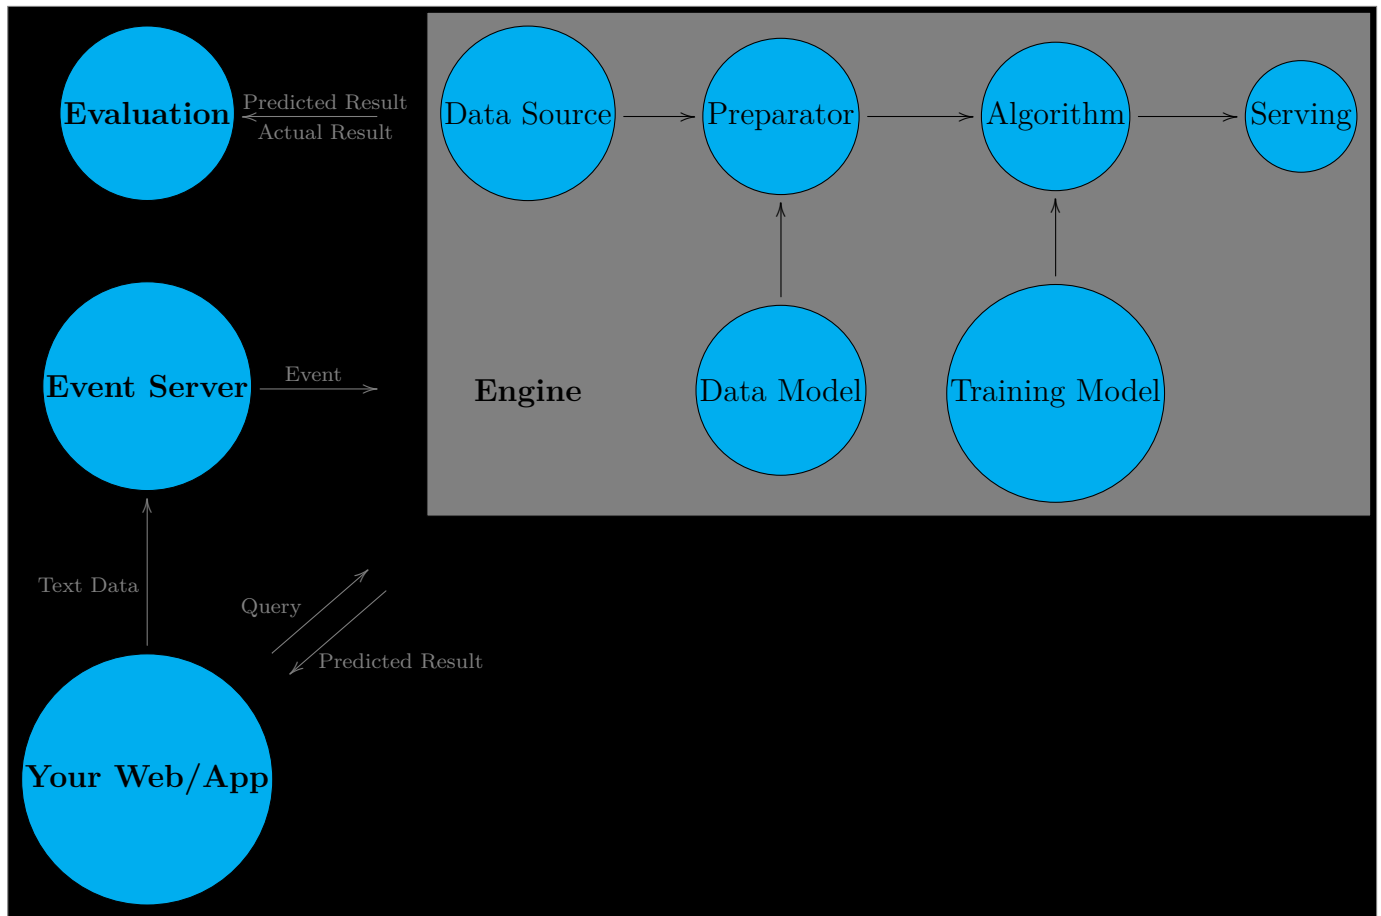 Evaluation
Predicted Result
Actual Result
Data Source
Preparator
Algorithm
Serving
Event Server
Event
Engine
Data Model
Training Model
Text Data
Query
Predicted Result
Your Web/App